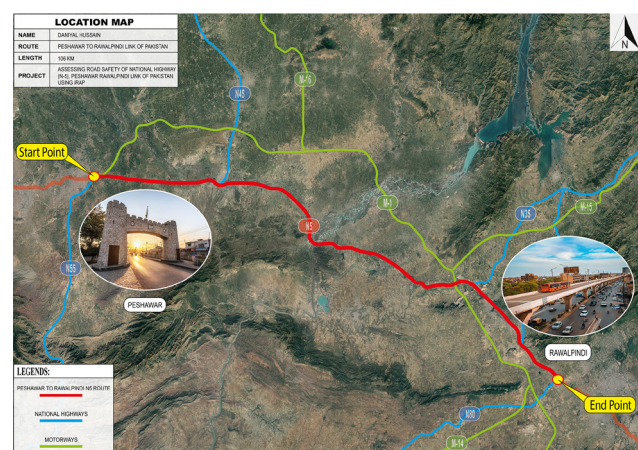 LOCATION MAP
NAME DANIYAL HUSSAIN
ROUTE PESHAWAR TO RAWALPINDI LINK OF PAKISTAN
LENGTH 106 KM
PROJECT ASSESSING ROAD SAFETY OF NATIONAL HIGHWAY
(N-5), PESHAWAR RAWALPINDI LINK OF PAKISTAN
USING iRAP
N
M-16
N45
Start Point
M-1
N35
M-15
N5
N55
PESHAWAR
RAWALPINDI
LEGENDS:
PESHAWAR TO RAWALPINDI N5 ROUTE
NATIONAL HIGHWAYS
MOTORWAYS
End Point
N80
M-14